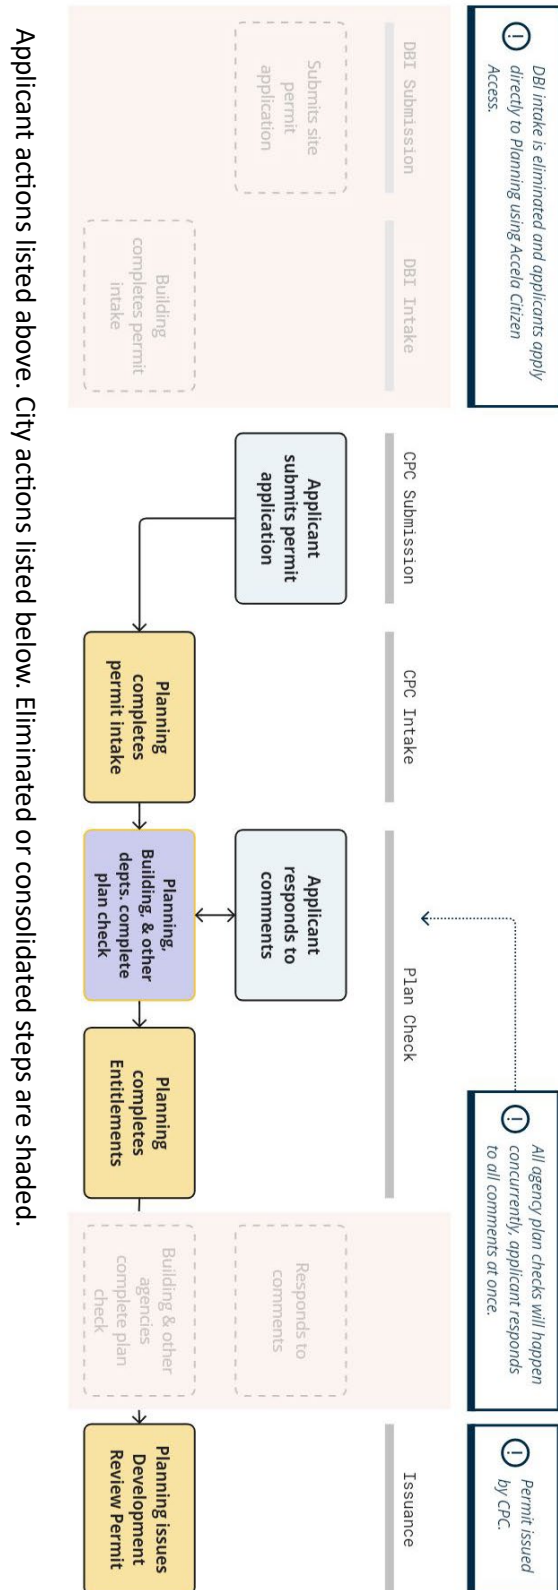 DBI intake is eliminated and applicants apply
directly to Planning using Accela Citizen
Access.
All agency plan checks will happen
concurrently, applicant responds
to all comments at once.
Permit issued
by CPC.
DBI Submission
DBI Intake
CPC Submission
CPC Intake
Plan Check
Issuance
Submits site
permit
application
Applicant
submits permit
application
Applicant
responds to
comments
Responds to
comments
Building
completes permit
intake
Planning
completes
permit intake
Planning,
Building, & other
depts. complete
plan check
Planning
completes
Entitlements
Building & other
agencies
complete plan
check
Planning issues
Development
Review Permit
Applicant actions listed above. City actions listed below. Eliminated or consolidated steps are shaded.